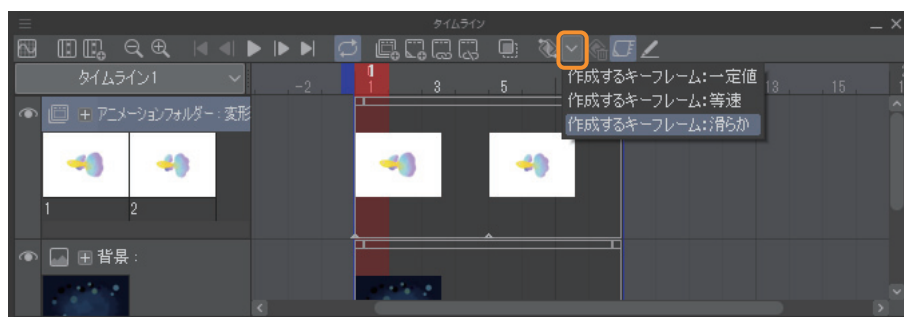 タイムライン
タイムライン1
-2 1 3 5 13 15
作成するキーフレーム:一定値
作成するキーフレーム:等速
作成するキーフレーム:滑らか
アニメーションフォルダー : 変形
1 2
背景 :